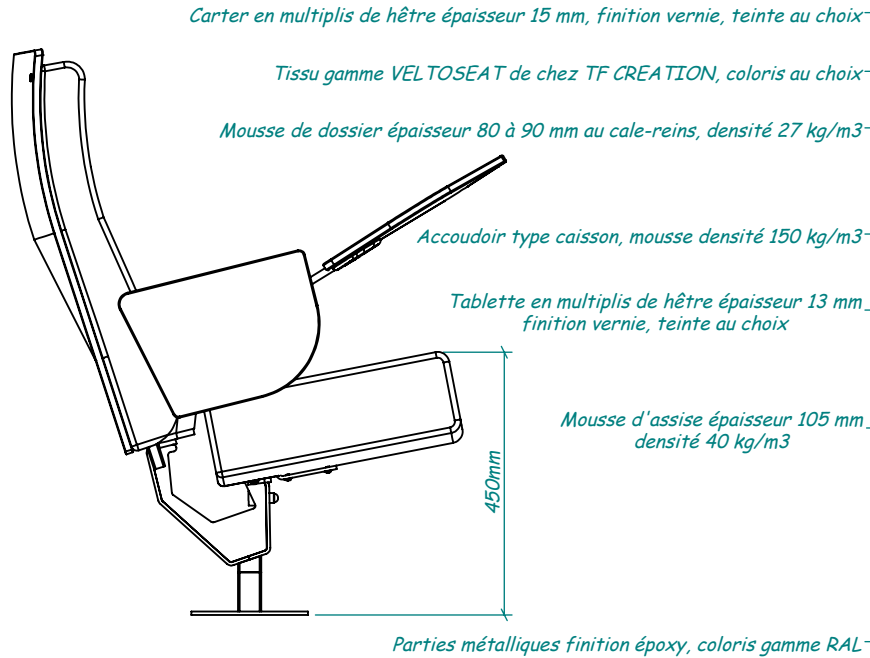 Carter en multiplis de hêtre épaisseur 15 mm, finition vernie, teinte au choix
Tissu gamme VELTOSEAT de chez TF CREATION, coloris au choix
Mousse de dossier épaisseur 80 à 90 mm au cale-reins, densité 27 kg/m3
Accoudoir type caisson, mousse densité 150 kg/m3
Tablette en multiplis de hêtre épaisseur 13 mm
finition vernie, teinte au choix
Mousse d'assise épaisseur 105 mm
densité 40 kg/m3
450mm
Parties métalliques finition époxy, coloris gamme RAL